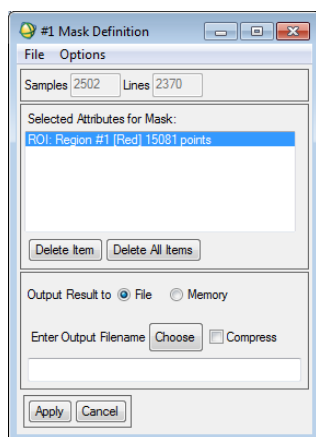 #1 Mask Definition
File Options
Samples 2502 Lines 2370
Selected Attributes for Mask:
ROI: Region #1 [Red] 15081 points
Delete Item Delete All Items
Output Result to File Memory
Enter Output Filename Choose Compress
Apply Cancel